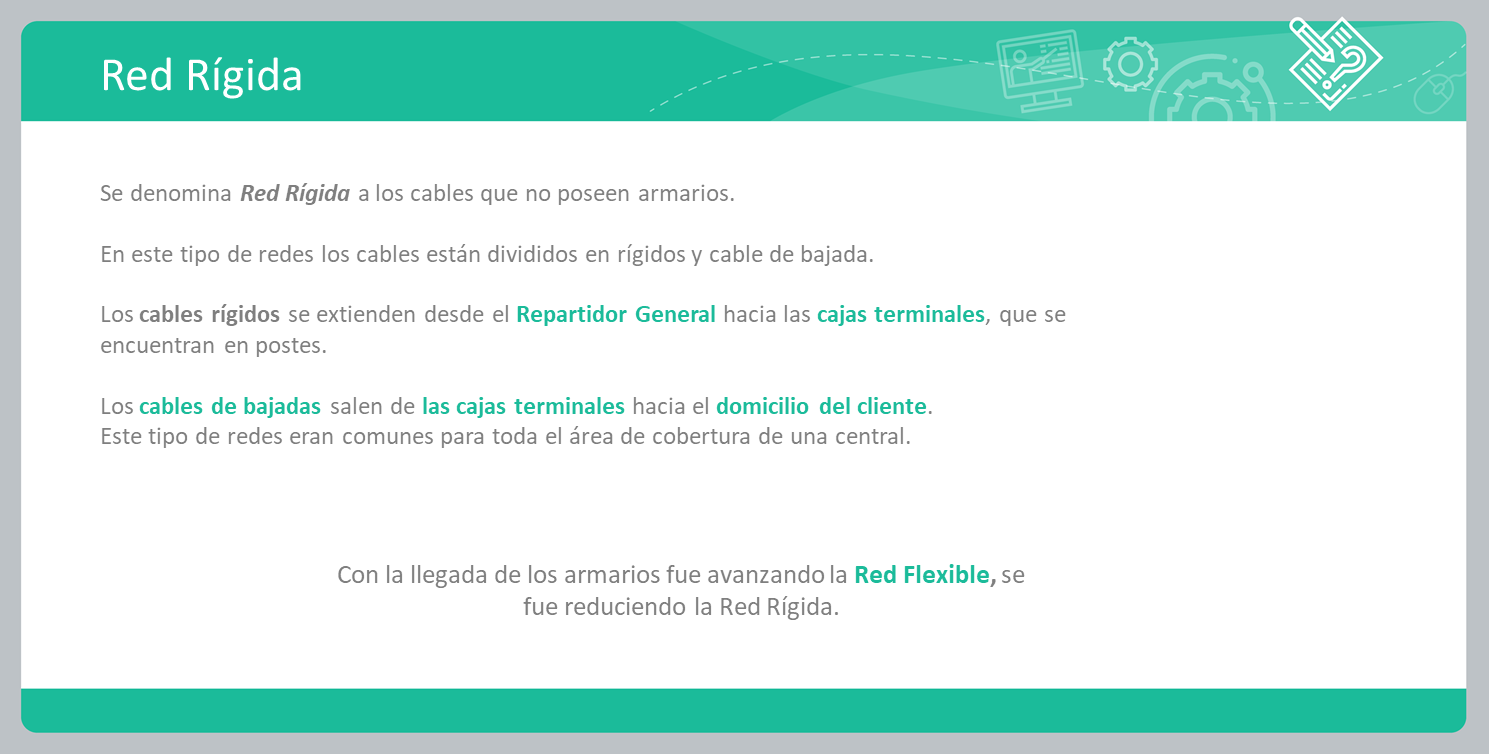 Red Rígida
Se denomina Red Rígida a los cables que no poseen armarios.
En este tipo de redes los cables están divididos en rígidos y cable de bajada.
Los cables rígidos se extienden desde el Repartidor General hacia las cajas terminales, que se
encuentran en postes.
Los cables de bajadas salen de las cajas terminales hacia el domicilio del cliente.
Este tipo de redes eran comunes para toda el área de cobertura de una central.
Con la llegada de los armarios fue avanzando la Red Flexible, se
fue reduciendo la Red Rígida.